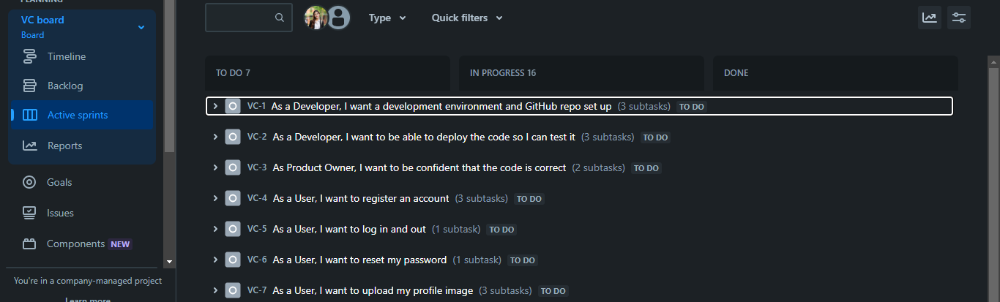 PLANNING
VC board
Board
Timeline
Backlog
Active sprints
Reports
Goals
Issues
Components NEW
You're in a company-managed project
Learn more
Type
Quick filters
TO DO 7
IN PROGRESS 16
DONE
VC-1 As a Developer, I want a development environment and GitHub repo set up (3 subtasks) TO DO
VC-2 As a Developer, I want to be able to deploy the code so I can test it (3 subtasks) TO DO
VC-3 As Product Owner, I want to be confident that the code is correct (2 subtasks) TO DO
VC-4 As a User, I want to register an account (3 subtasks) TO DO
VC-5 As a User, I want to log in and out (1 subtask) TO DO
VC-6 As a User, I want to reset my password (1 subtask) TO DO
VC-7 As a User, I want to upload my profile image (3 subtasks) TO DO